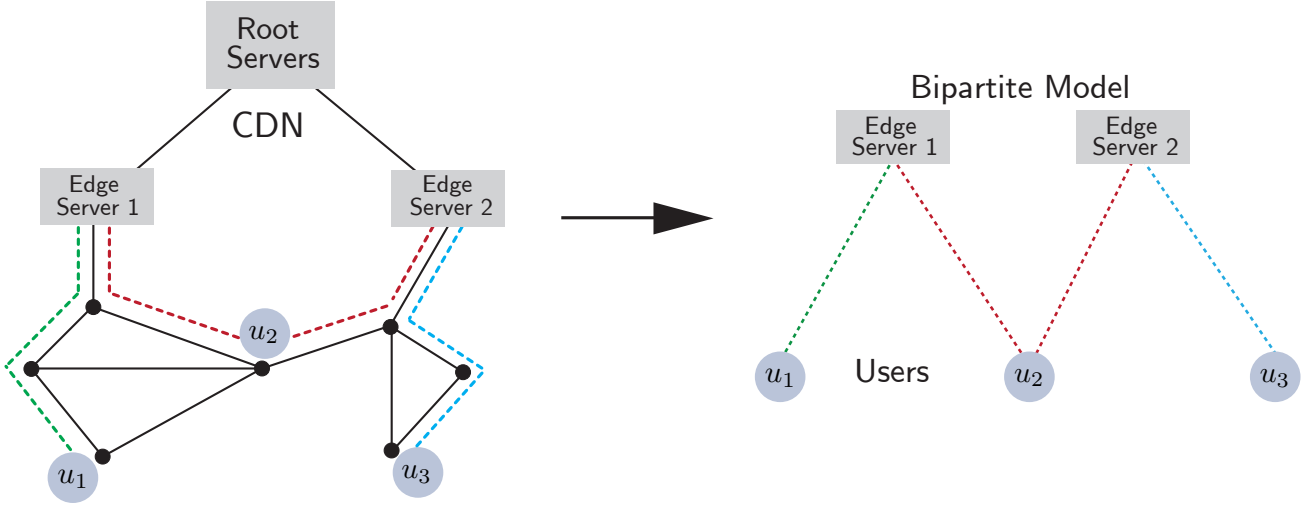 Root
Servers
CDN
Edge
Server 1
Edge
Server 2
u2
u1
u3
Bipartite Model
Edge
Server 1
Edge
Server 2
u1
Users
u2
u3